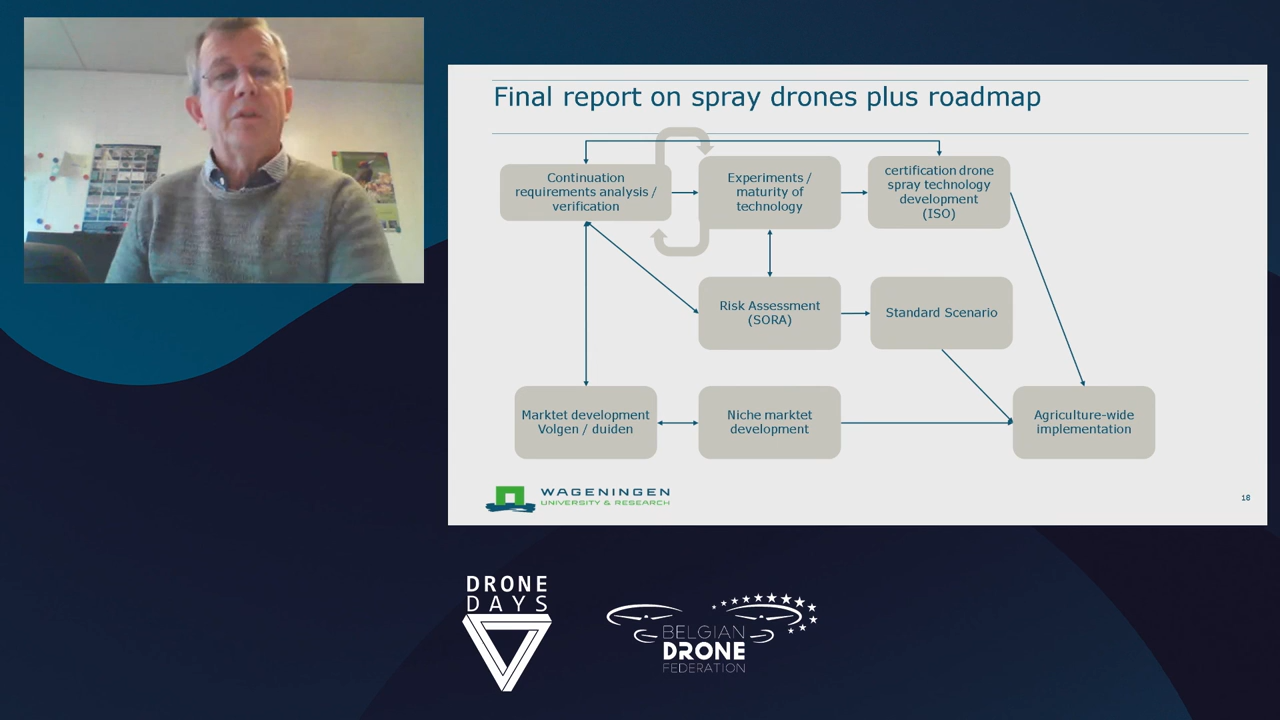 Final report on spray drones plus roadmap
Continuation
requirements analysis /
verification
Experiments /
maturity of
technology
certification drone
spray technology
development
(ISO)
Risk Assessment
(SORA)
Standard Scenario
Marktet development
Volgen / duiden
Niche marktet
development
Agriculture-wide
implementation
WAGENINGEN
UNIVERSITY & RESEARCH
18
DRONE
DAYS
BELGIAN
DRONE
FEDERATION